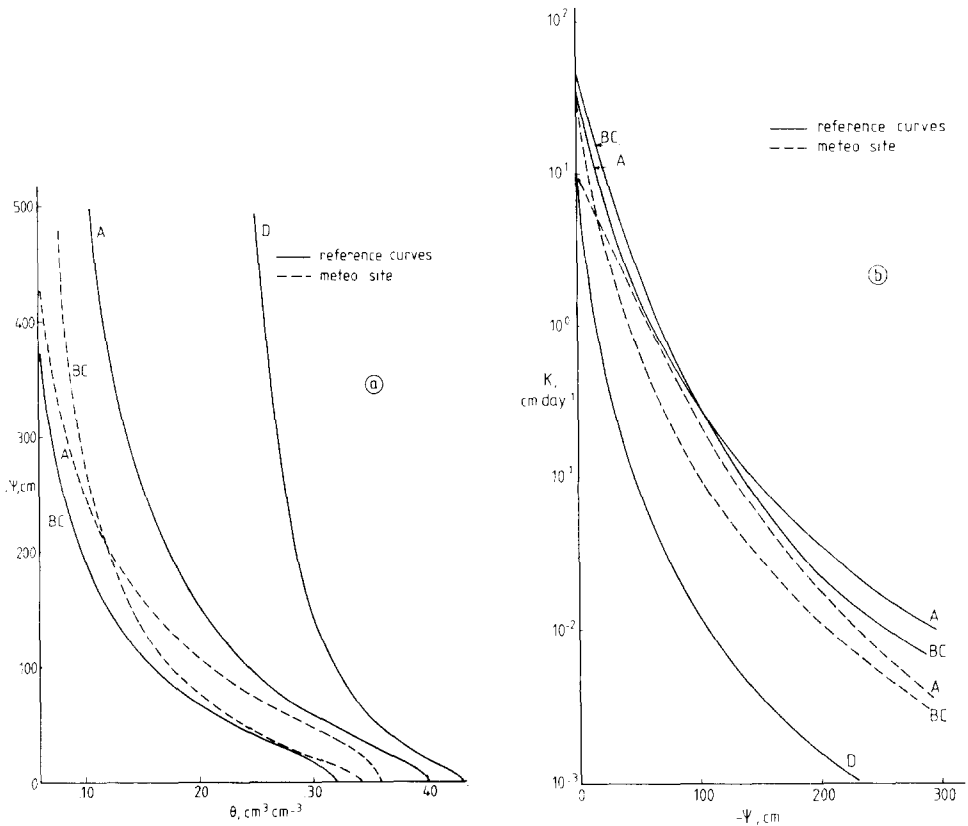 500
400
300
200
100
0
Ψ,cm
.10
.20
.30
.40
θ, cm³ cm-³
A
D
BC
A
BC
reference curves
meteo site
ⓐ
10²
10¹
10⁰
10-¹
10-²
10-³
K,
cm day-¹
0
100
200
300
-Ψ, cm
BC
A
reference curves
meteo site
ⓑ
A
BC
A
BC
D